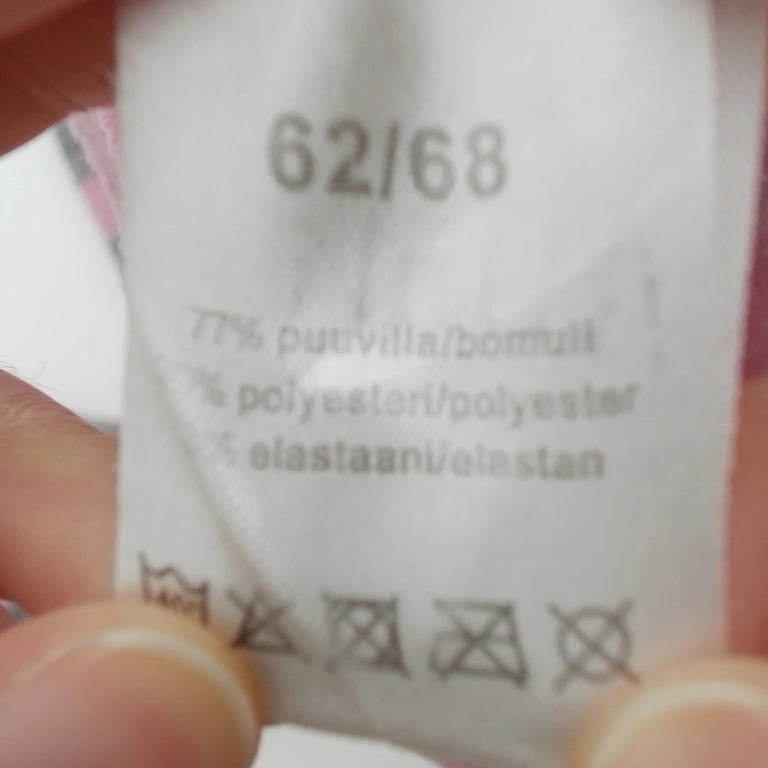 62/68
77% puuvilla/bomull
% polyesteri/polyester
% elastaani/elastan